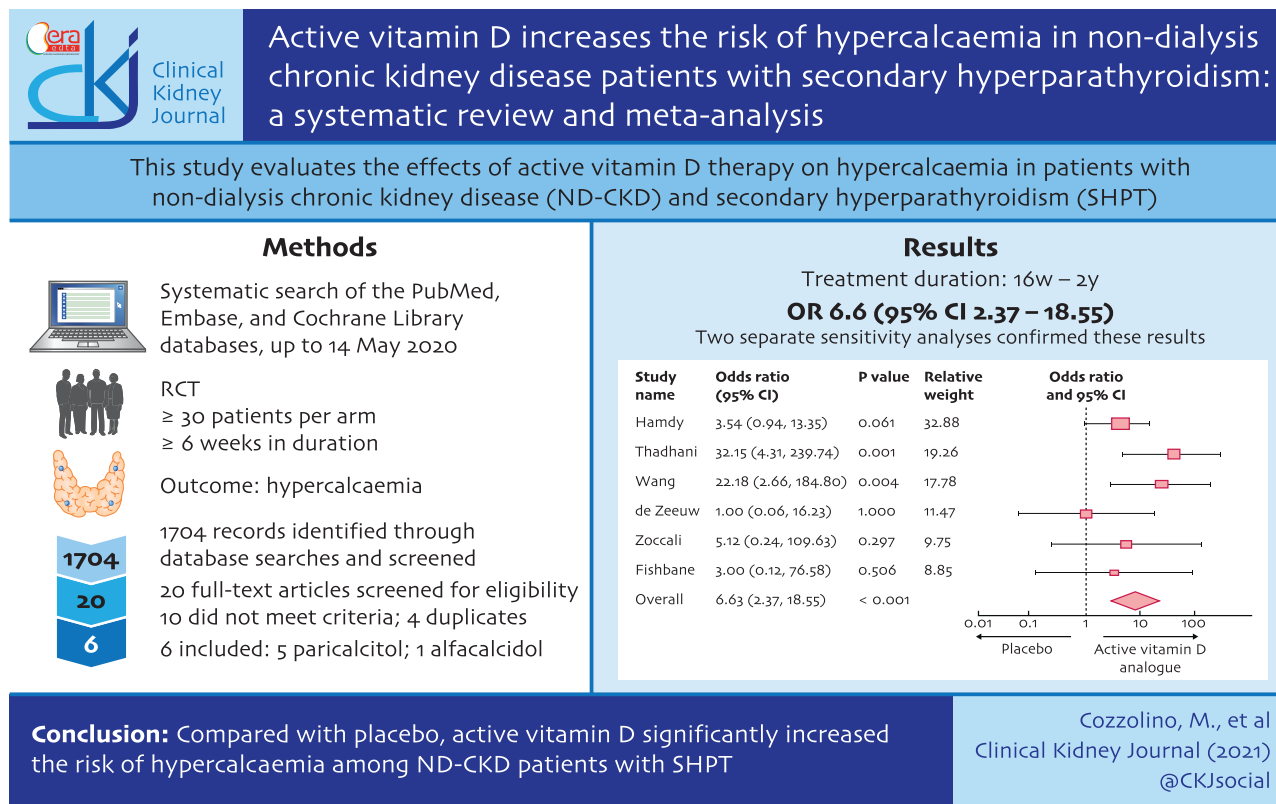 era
edta
ckj
Clinical
Kidney
Journal
Active vitamin D increases the risk of hypercalcaemia in non-dialysis
chronic kidney disease patients with secondary hyperparathyroidism:
a systematic review and meta-analysis
This study evaluates the effects of active vitamin D therapy on hypercalcaemia in patients with
non-dialysis chronic kidney disease (ND-CKD) and secondary hyperparathyroidism (SHPT)
Methods
Systematic search of the PubMed,
Embase, and Cochrane Library
databases, up to 14 May 2020
RCT
≥ 30 patients per arm
≥ 6 weeks in duration
Outcome: hypercalcaemia
1704 records identified through
database searches and screened
1704
20 full-text articles screened for eligibility
20
10 did not meet criteria; 4 duplicates
6
6 included: 5 paricalcitol; 1 alfacalcidol
Results
Treatment duration: 16w – 2y
OR 6.6 (95% CI 2.37 – 18.55)
Two separate sensitivity analyses confirmed these results
Study name Odds ratio (95% CI) P value Relative weight Odds ratio and 95% CI
Hamdy 3.54 (0.94, 13.35) 0.061 32.88
Thadhani 32.15 (4.31, 239.74) 0.001 19.26
Wang 22.18 (2.66, 184.80) 0.004 17.78
de Zeeuw 1.00 (0.06, 16.23) 1.000 11.47
Zoccali 5.12 (0.24, 109.63) 0.297 9.75
Fishbane 3.00 (0.12, 76.58) 0.506 8.85
Overall 6.63 (2.37, 18.55) < 0.001
0.01 0.1 1 10 100
Placebo
Active vitamin D
analogue
Conclusion: Compared with placebo, active vitamin D significantly increased
the risk of hypercalcaemia among ND-CKD patients with SHPT
Cozzolino, M., et al
Clinical Kidney Journal (2021)
@CKJsocial